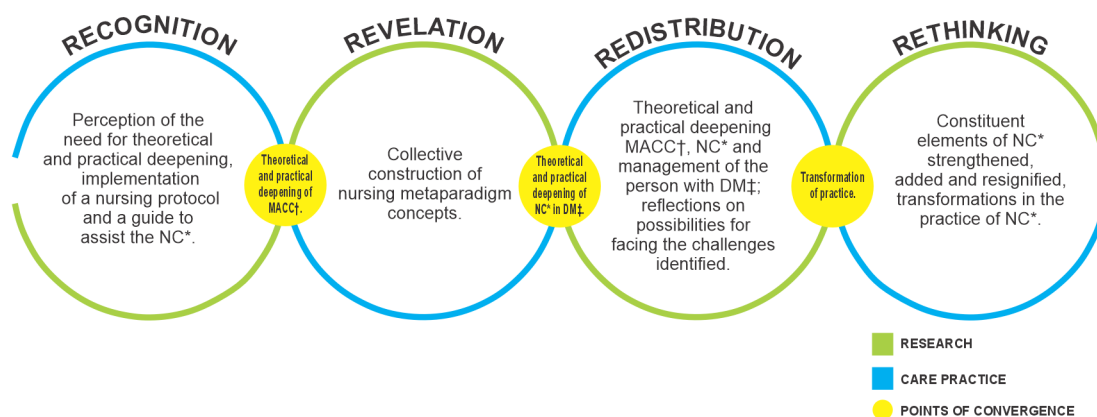 RECOGNITION
Perception of the
need for theoretical
and practical deepening,
implementation
of a nursing protocol
and a guide to
assist the NC*.
Theoretical
and practical
deepening of
MACC†.
REVELATION
Collective
construction of
nursing metaparadigm
concepts.
Theoretical
and practical
deepening of
NC* in DM‡.
REDISTRIBUTION
Theoretical and
practical deepening
MACC†, NC* and
management of the
person with DM‡;
reflections on
possibilities for
facing the challenges
identified.
Transformation
of practice.
RETHINKING
Constituent
elements of NC*
strengthened,
added and resignified,
transformations in the
practice of NC*.
RESEARCH
CARE PRACTICE
POINTS OF CONVERGENCE